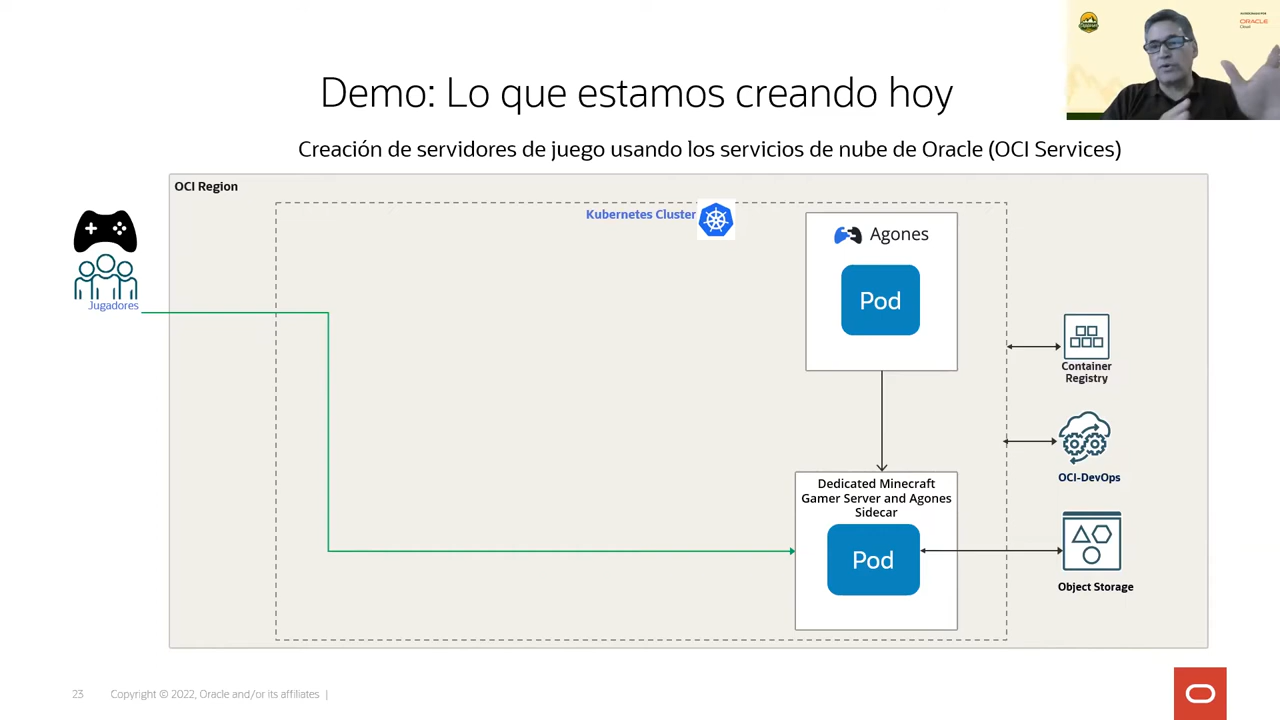 Demo: Lo que estamos creando hoy
Creación de servidores de juego usando los servicios de nube de Oracle (OCI Services)
OCI Region
Kubernetes Cluster
Agones
Pod
Jugadores
Container
Registry
OCI-DevOps
Dedicated Minecraft
Gamer Server and Agones
Sidecar
Pod
Object Storage
23
Copyright © 2022, Oracle and/or its affiliates |
ORACLE
Cloud